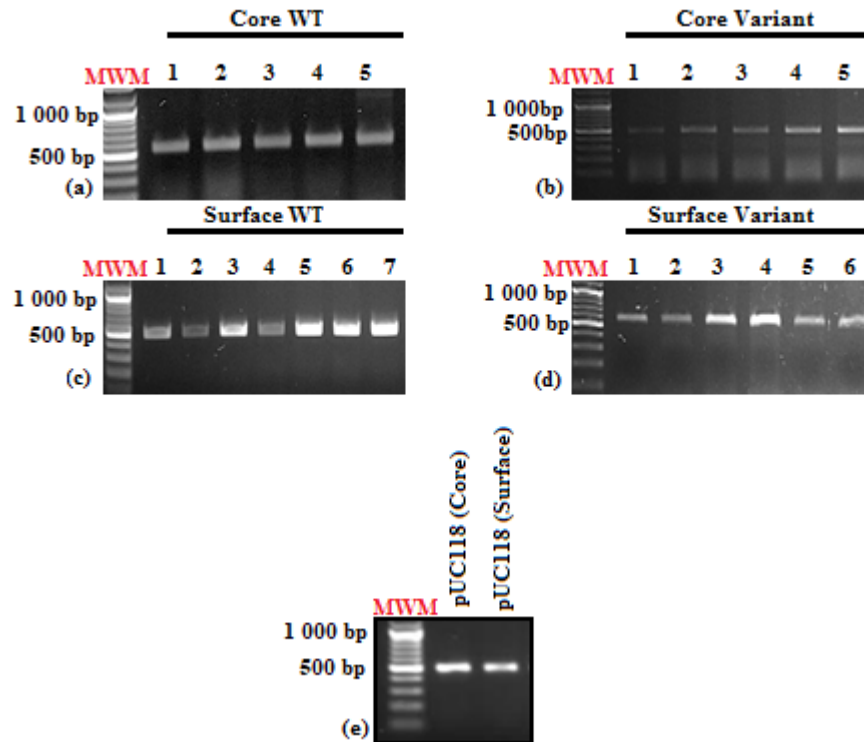 Core WT
MWM 1 2 3 4 5
1 000 bp
500 bp
(a)
Core Variant
MWM 1 2 3 4 5
1 000bp
500bp
(b)
Surface WT
MWM 1 2 3 4 5 6 7
1 000 bp
500 bp
(c)
Surface Variant
MWM 1 2 3 4 5 6
1 000 bp
500 bp
(d)
MWM pUC118 (Core) pUC118 (Surface)
1 000 bp
500 bp
(e)